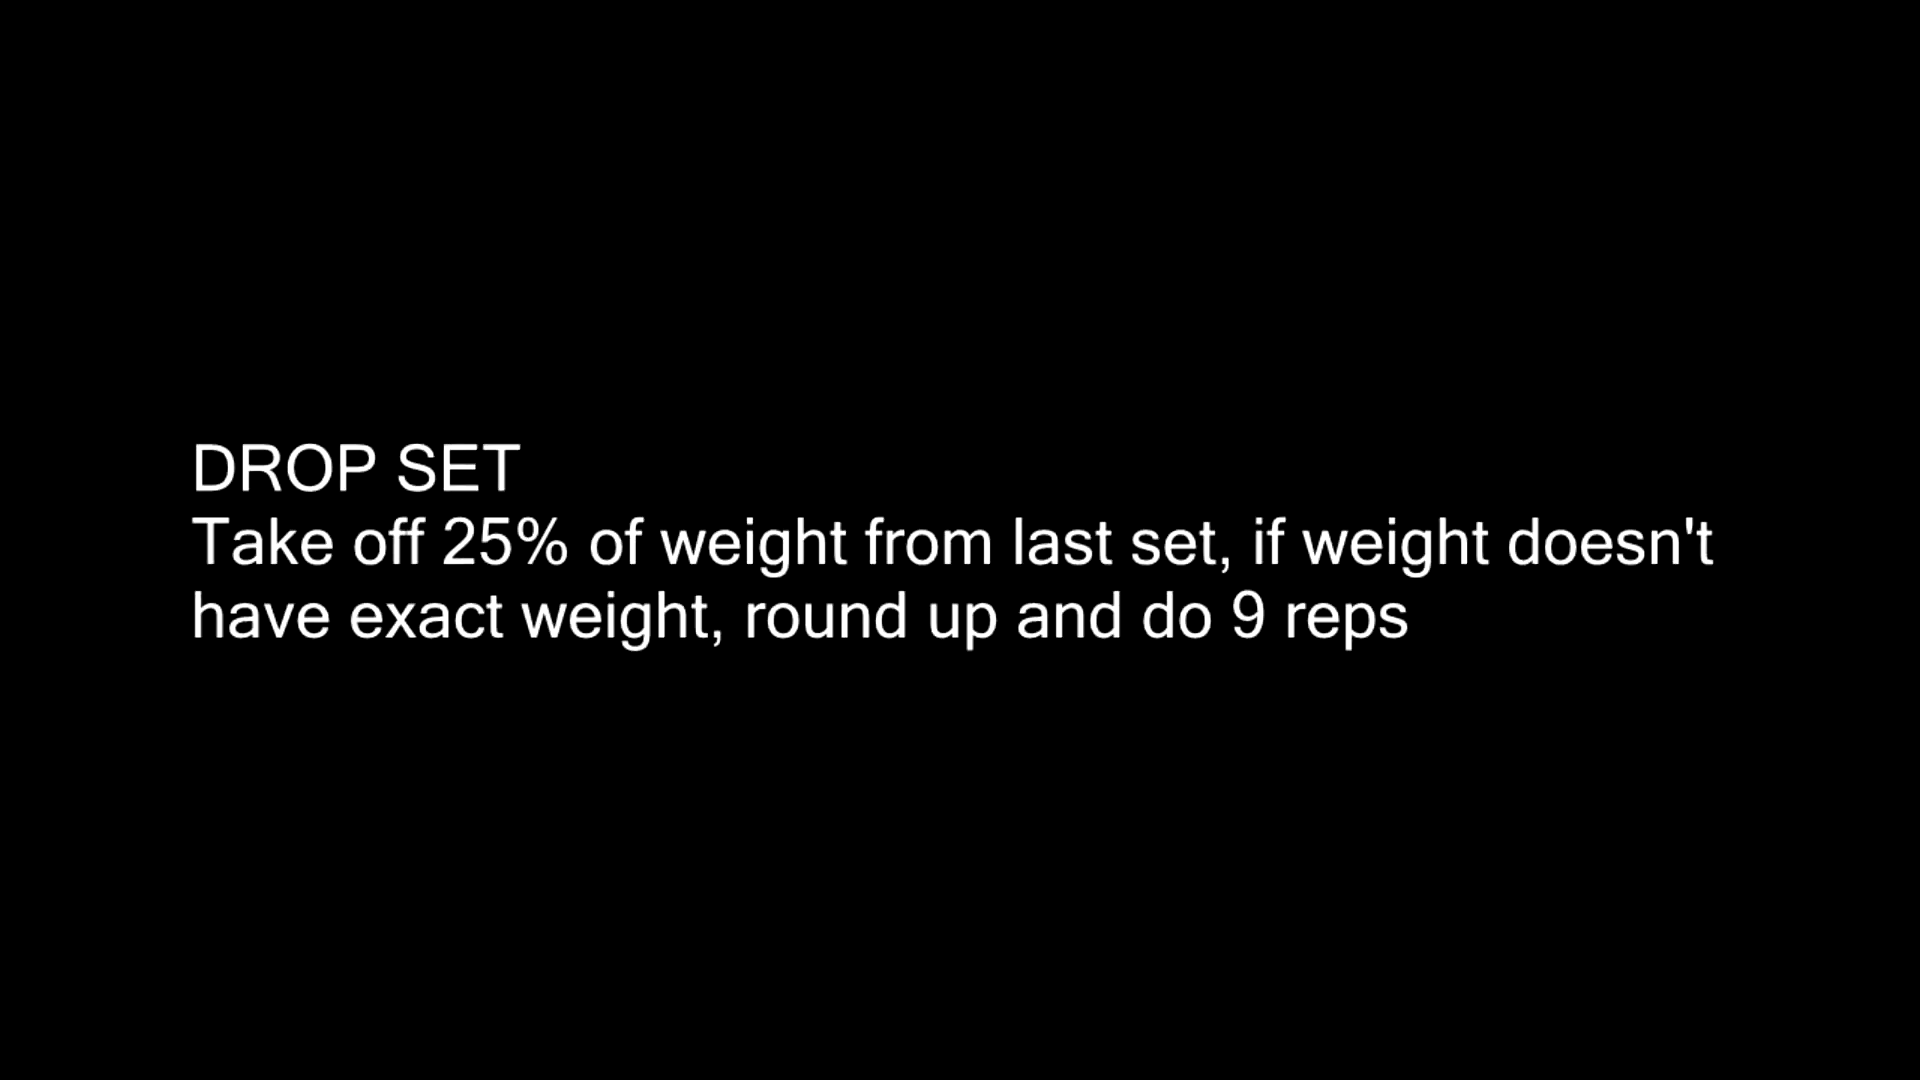 DROP SET
Take off 25% of weight from last set, if weight doesn't
have exact weight, round up and do 9 reps